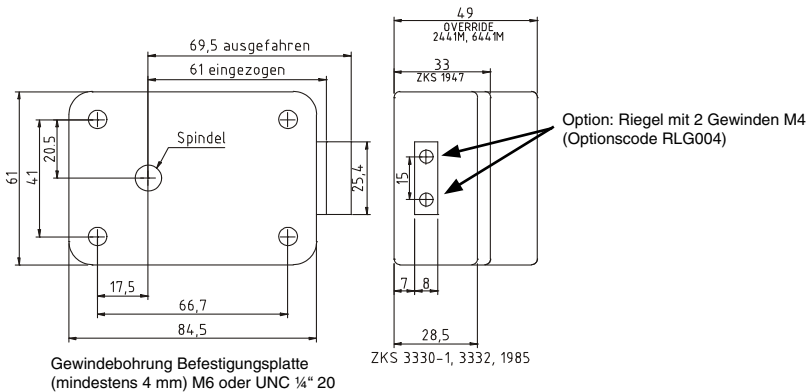 49
OVERRIDE
2441M, 6441M
69,5 ausgefahren
61 eingezogen
33
ZKS 1947
Option: Riegel mit 2 Gewinden M4
(Optionscode RLG004)
Spindel
61
41
20.5
25,4
15
17,5
7
8
66,7
84,5
28,5
ZKS 3330-1, 3332, 1985
Gewindebohrung Befestigungsplatte
(mindestens 4 mm) M6 oder UNC ¼“ 20